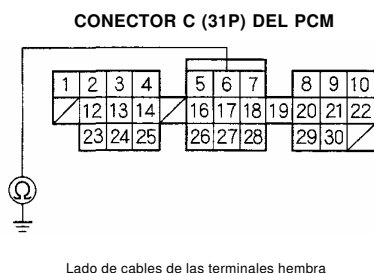 CONECTOR C (31P) DEL PCM
1 2 3 4 5 6 7 8 9 10
12 13 14 16 17 18 19 20 21 22
23 24 25 26 27 28 29 30
Ω
Lado de cables de las terminales hembra